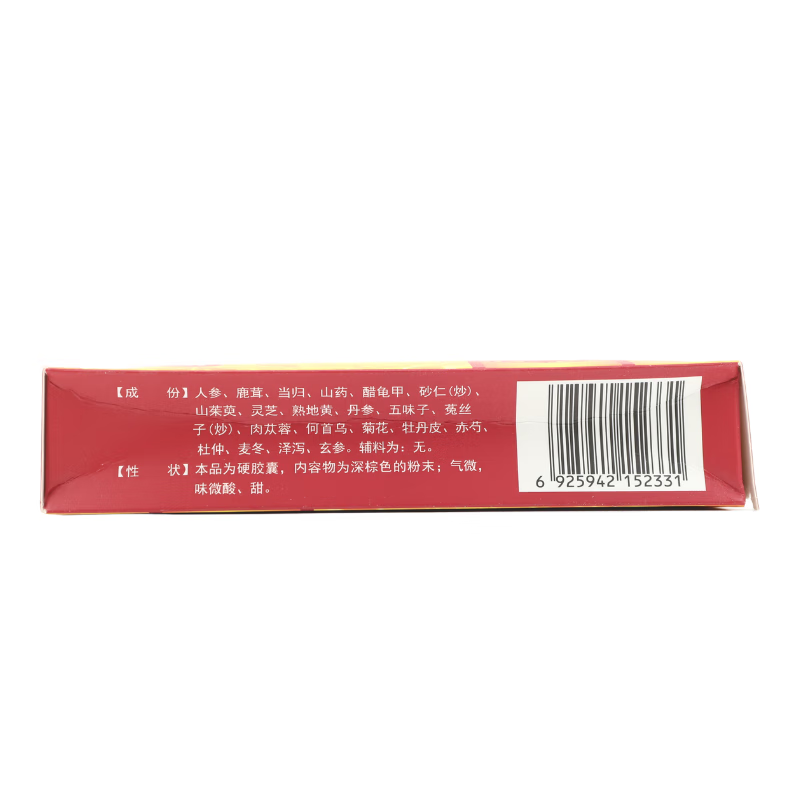 【成 份】人参、鹿茸、当归、山药、醋龟甲、砂仁(炒)、
山茱萸、灵芝、熟地黄、丹参、五味子、菟丝
子(炒)、肉苁蓉、何首乌、菊花、牡丹皮、赤芍、
杜仲、麦冬、泽泻、玄参。辅料为：无。
【性 状】本品为硬胶囊，内容物为深棕色的粉末；气微，
味微酸、甜。
6 925942 152331